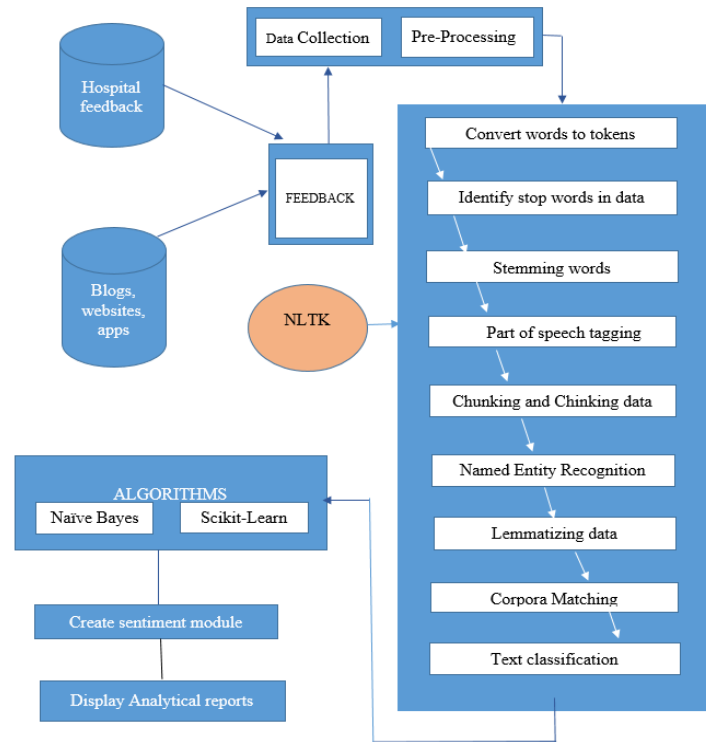 Data Collection
Pre-Processing
Hospital
feedback
FEEDBACK
Blogs,
websites,
apps
NLTK
Convert words to tokens
Identify stop words in data
Stemming words
Part of speech tagging
Chunking and Chinking data
Named Entity Recognition
Lemmatizing data
Corpora Matching
Text classification
ALGORITHMS
Naïve Bayes
Scikit-Learn
Create sentiment module
Display Analytical reports